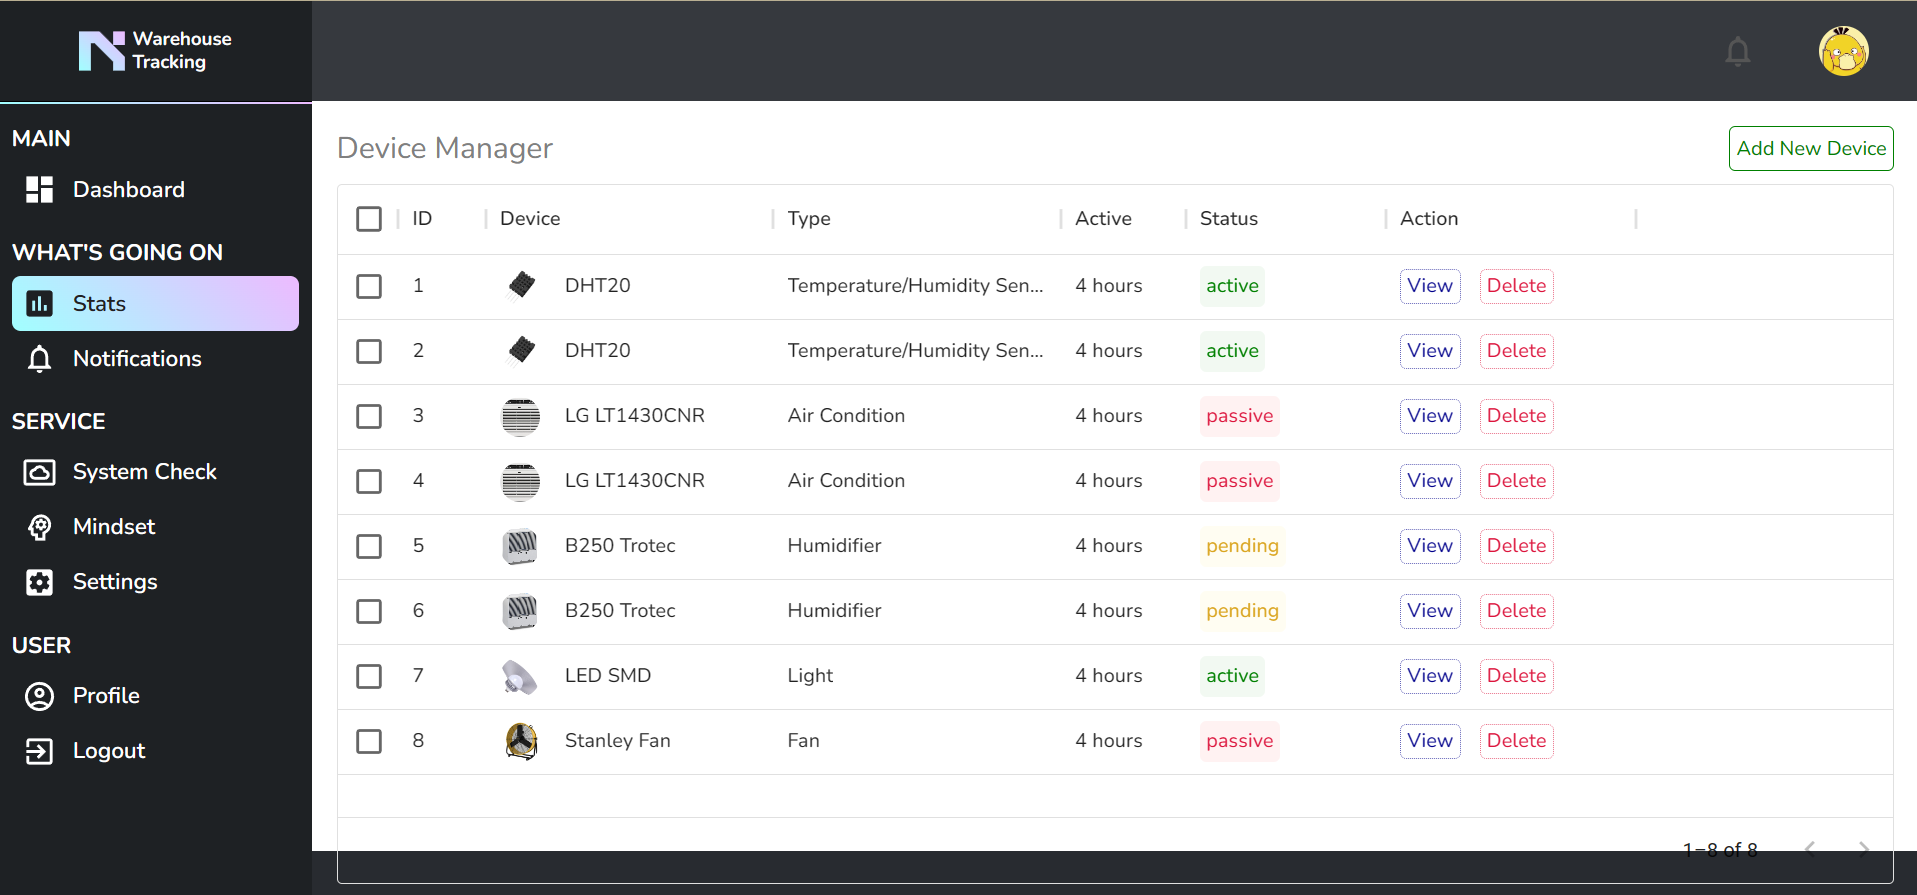 Warehouse
Tracking
MAIN
Dashboard
WHAT'S GOING ON
Stats
Notifications
SERVICE
System Check
Mindset
Settings
USER
Profile
Logout
Device Manager
Add New Device
ID Device Type Active Status Action
1 DHT20 Temperature/Humidity Sen... 4 hours active View Delete
2 DHT20 Temperature/Humidity Sen... 4 hours active View Delete
3 LG LT1430CNR Air Condition 4 hours passive View Delete
4 LG LT1430CNR Air Condition 4 hours passive View Delete
5 B250 Trotec Humidifier 4 hours pending View Delete
6 B250 Trotec Humidifier 4 hours pending View Delete
7 LED SMD Light 4 hours active View Delete
8 Stanley Fan Fan 4 hours passive View Delete
1–8 of 8